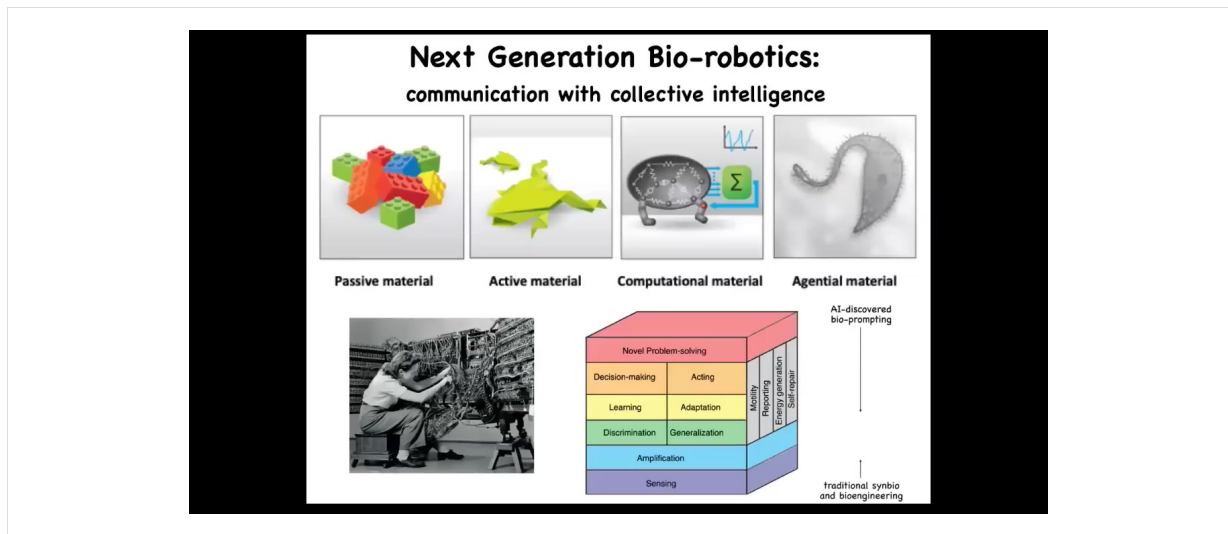 Next Generation Bio-robotics:
communication with collective intelligence
Σ
Passive material
Active material
Computational material
Agential material
AI-discovered
bio-prompting
Novel Problem-solving
Decision-making
Acting
Learning
Adaptation
Discrimination
Generalization
Amplification
Sensing
Motility
Reporting
Energy generation
Self-repair
traditional synbio
and bioengineering